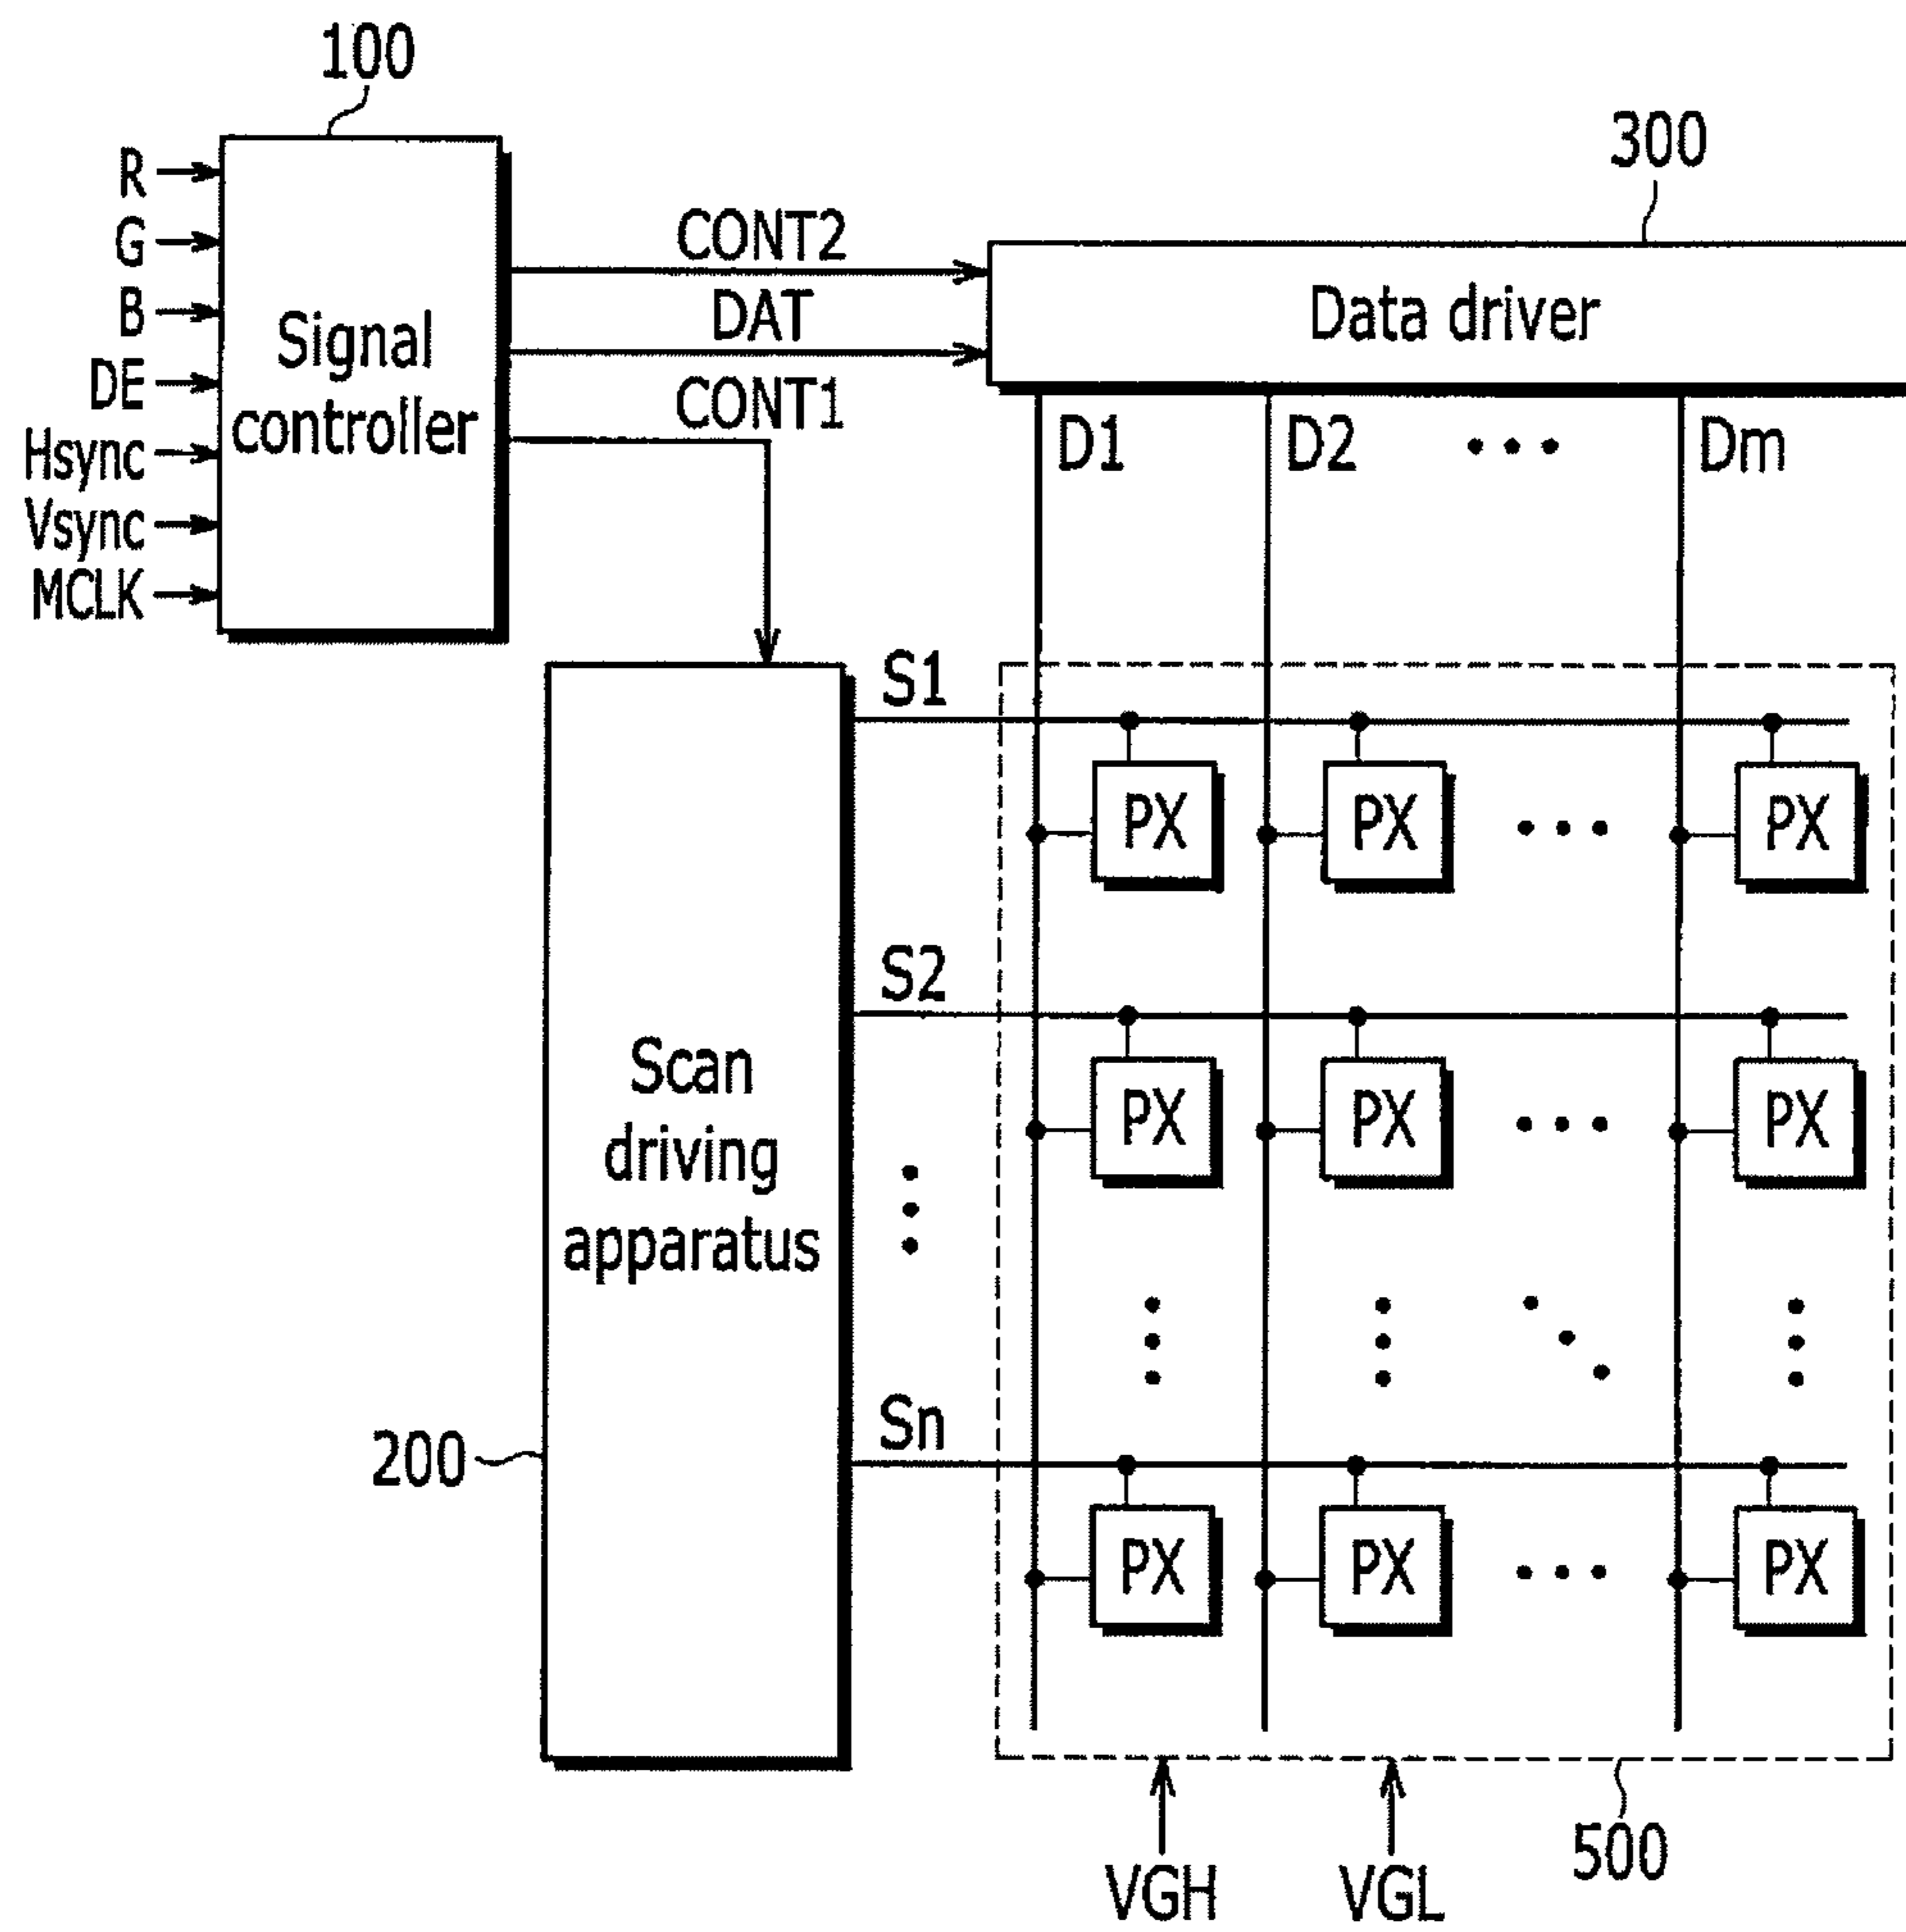 100
300
R
G
B
DE
Hsync
Vsync
MCLK
Signal
controller
CONT2
DAT
CONT1
Data driver
D1 D2 ... Dm
S1
PX PX ... PX
S2
PX PX ... PX
Scan
driving
apparatus
Sn
200
PX PX ... PX
500
VGH VGL